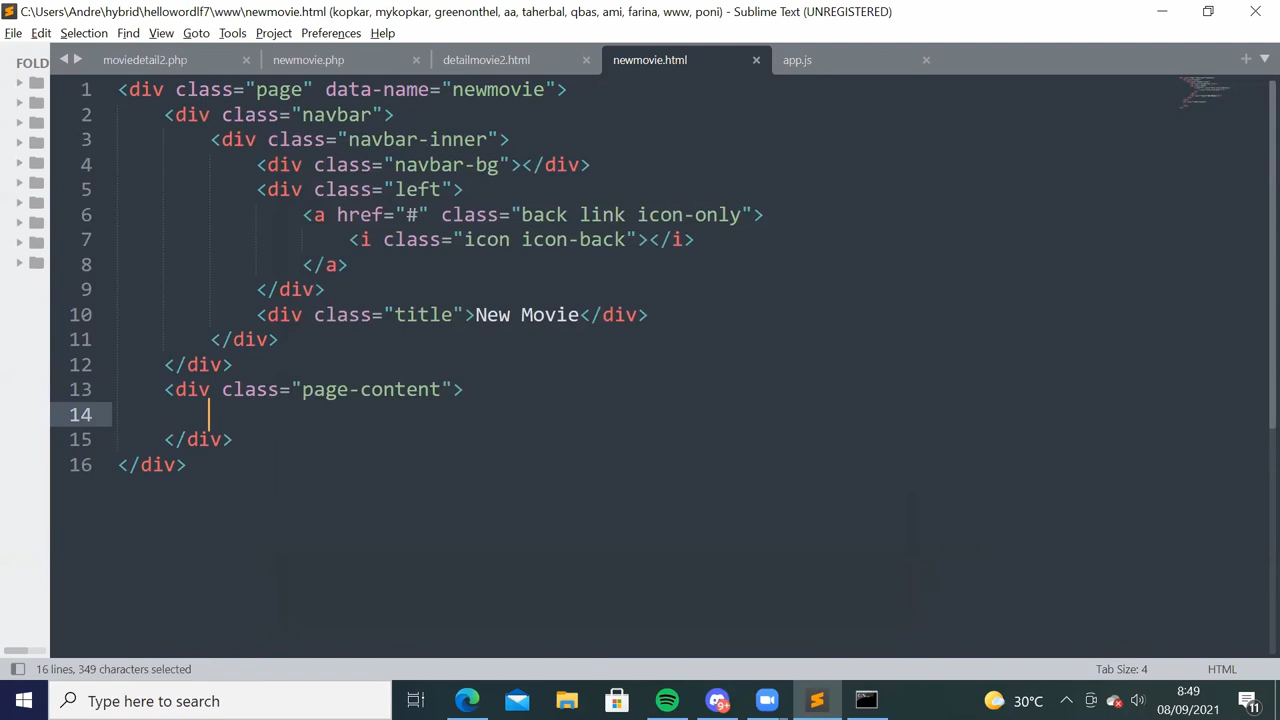 C:\Users\Andre\hybrid\hellowordlf7\www\newmovie.html (kopkar, mykopkar, greenonthel, aa, taherbal, qbas, ami, farina, www, pmi) - Sublime Text (UNREGISTERED)
File Edit Selection Find View Goto Tools Project Preferences Help
FOLD
moviedetail2.php × newmovie.php × detailmovie2.html × newmovie.html × app.js ×
1 <div class="page" data-name="newmovie">
2 <div class="navbar">
3 <div class="navbar-inner">
4 <div class="navbar-bg"></div>
5 <div class="left">
6 <a href="#" class="back link icon-only">
7 <i class="icon icon-back"></i>
8 </a>
9 </div>
10 <div class="title">New Movie</div>
11 </div>
12 </div>
13 <div class="page-content">
14
15 </div>
16 </div>
16 lines, 349 characters selected
Tab Size: 4
HTML
Type here to search
9+
30°C
8:49
08/09/2021
11